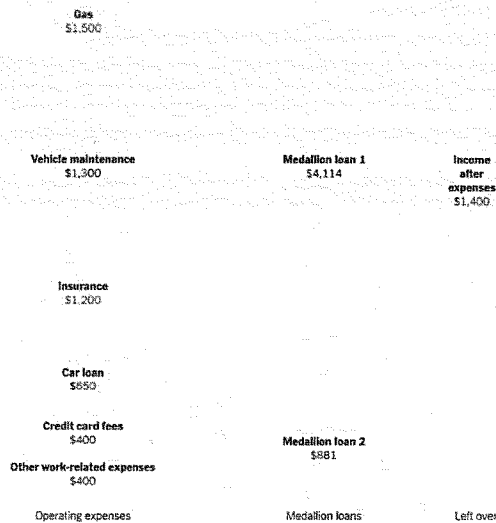 Gas
$1,500
Vehicle maintenance
$1,300
Medallion loan 1
$4,114
Income
after
expenses
$1,400
Insurance
$1,200
Car loan
$650
Credit card fees
$400
Medallion loan 2
$881
Other work-related expenses
$400
Operating expenses
Medallion loans
Left over